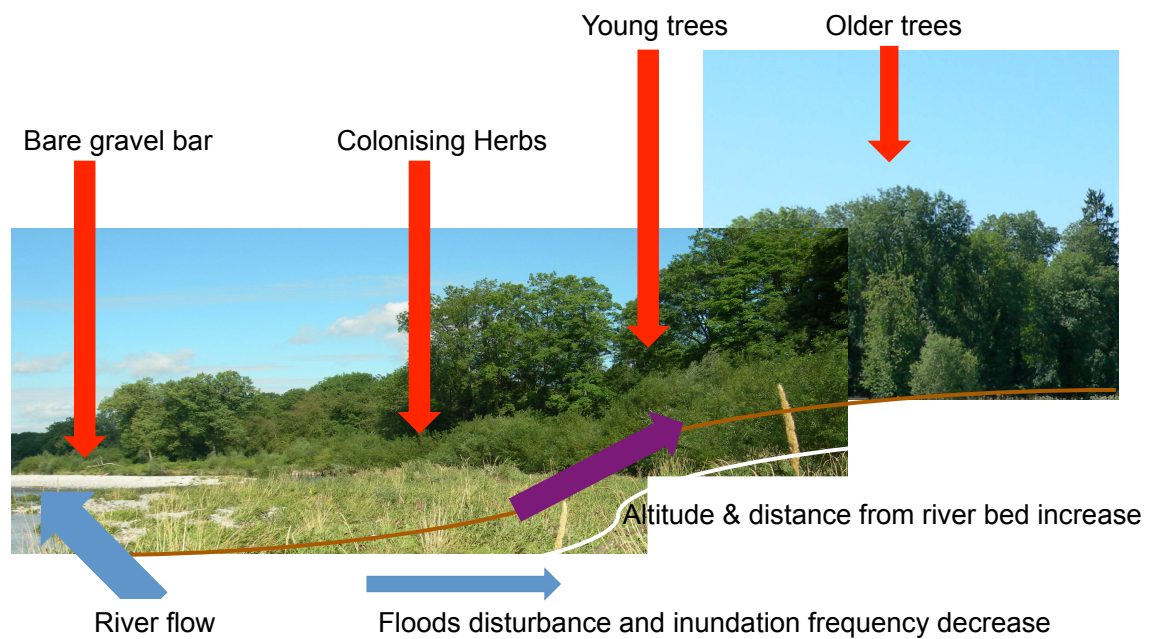 Young trees
Older trees
Bare gravel bar
Colonising Herbs
Altitude & distance from river bed increase
River flow
Floods disturbance and inundation frequency decrease